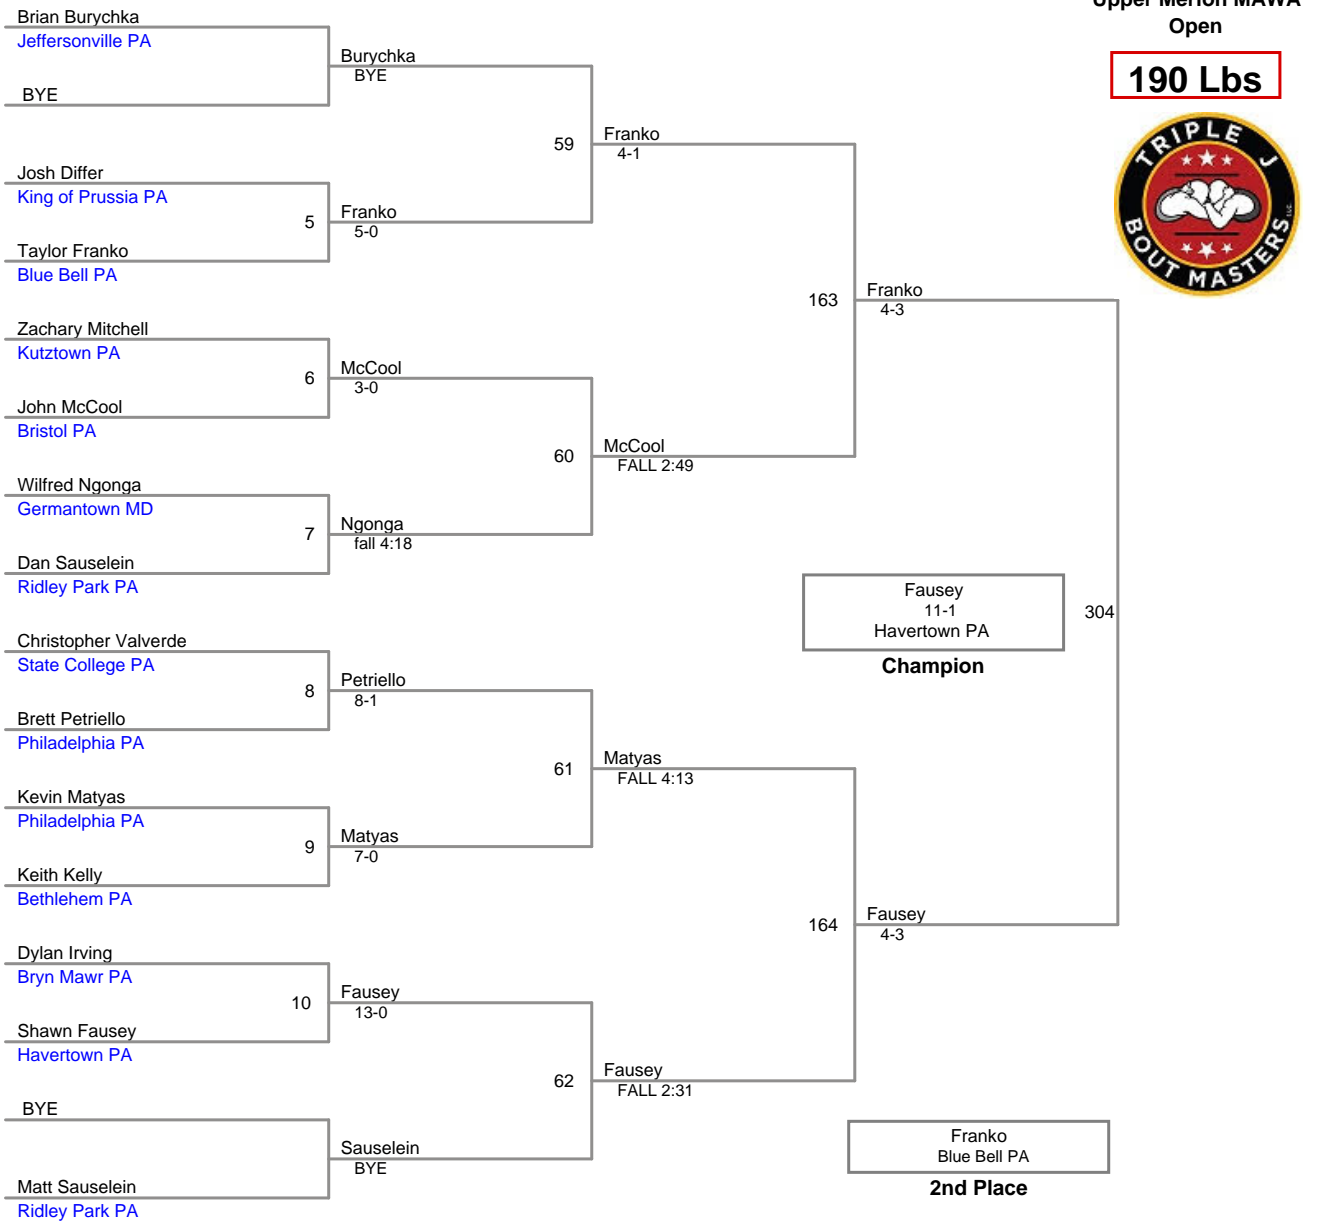 Upper Merion MAWA
Open
190 Lbs
TRIPLE J
BOUT MASTERS LLC.
Brian Burychka
Jeffersonville PA
BYE
Burychka
BYE
Josh Differ
King of Prussia PA
5
Taylor Franko
Blue Bell PA
Franko
5-0
59
Franko
4-1
Zachary Mitchell
Kutztown PA
6
John McCool
Bristol PA
McCool
3-0
Wilfred Ngonga
Germantown MD
7
Dan Sauselein
Ridley Park PA
Ngonga
fall 4:18
60
McCool
FALL 2:49
163
Franko
4-3
Christopher Valverde
State College PA
8
Brett Petriello
Philadelphia PA
Petriello
8-1
Kevin Matyas
Philadelphia PA
9
Keith Kelly
Bethlehem PA
Matyas
7-0
61
Matyas
FALL 4:13
Dylan Irving
Bryn Mawr PA
10
Shawn Fausey
Havertown PA
Fausey
13-0
BYE
Matt Sauselein
Ridley Park PA
Sauselein
BYE
62
Fausey
FALL 2:31
164
Fausey
4-3
304
Fausey
11-1
Havertown PA
Champion
Franko
Blue Bell PA
2nd Place